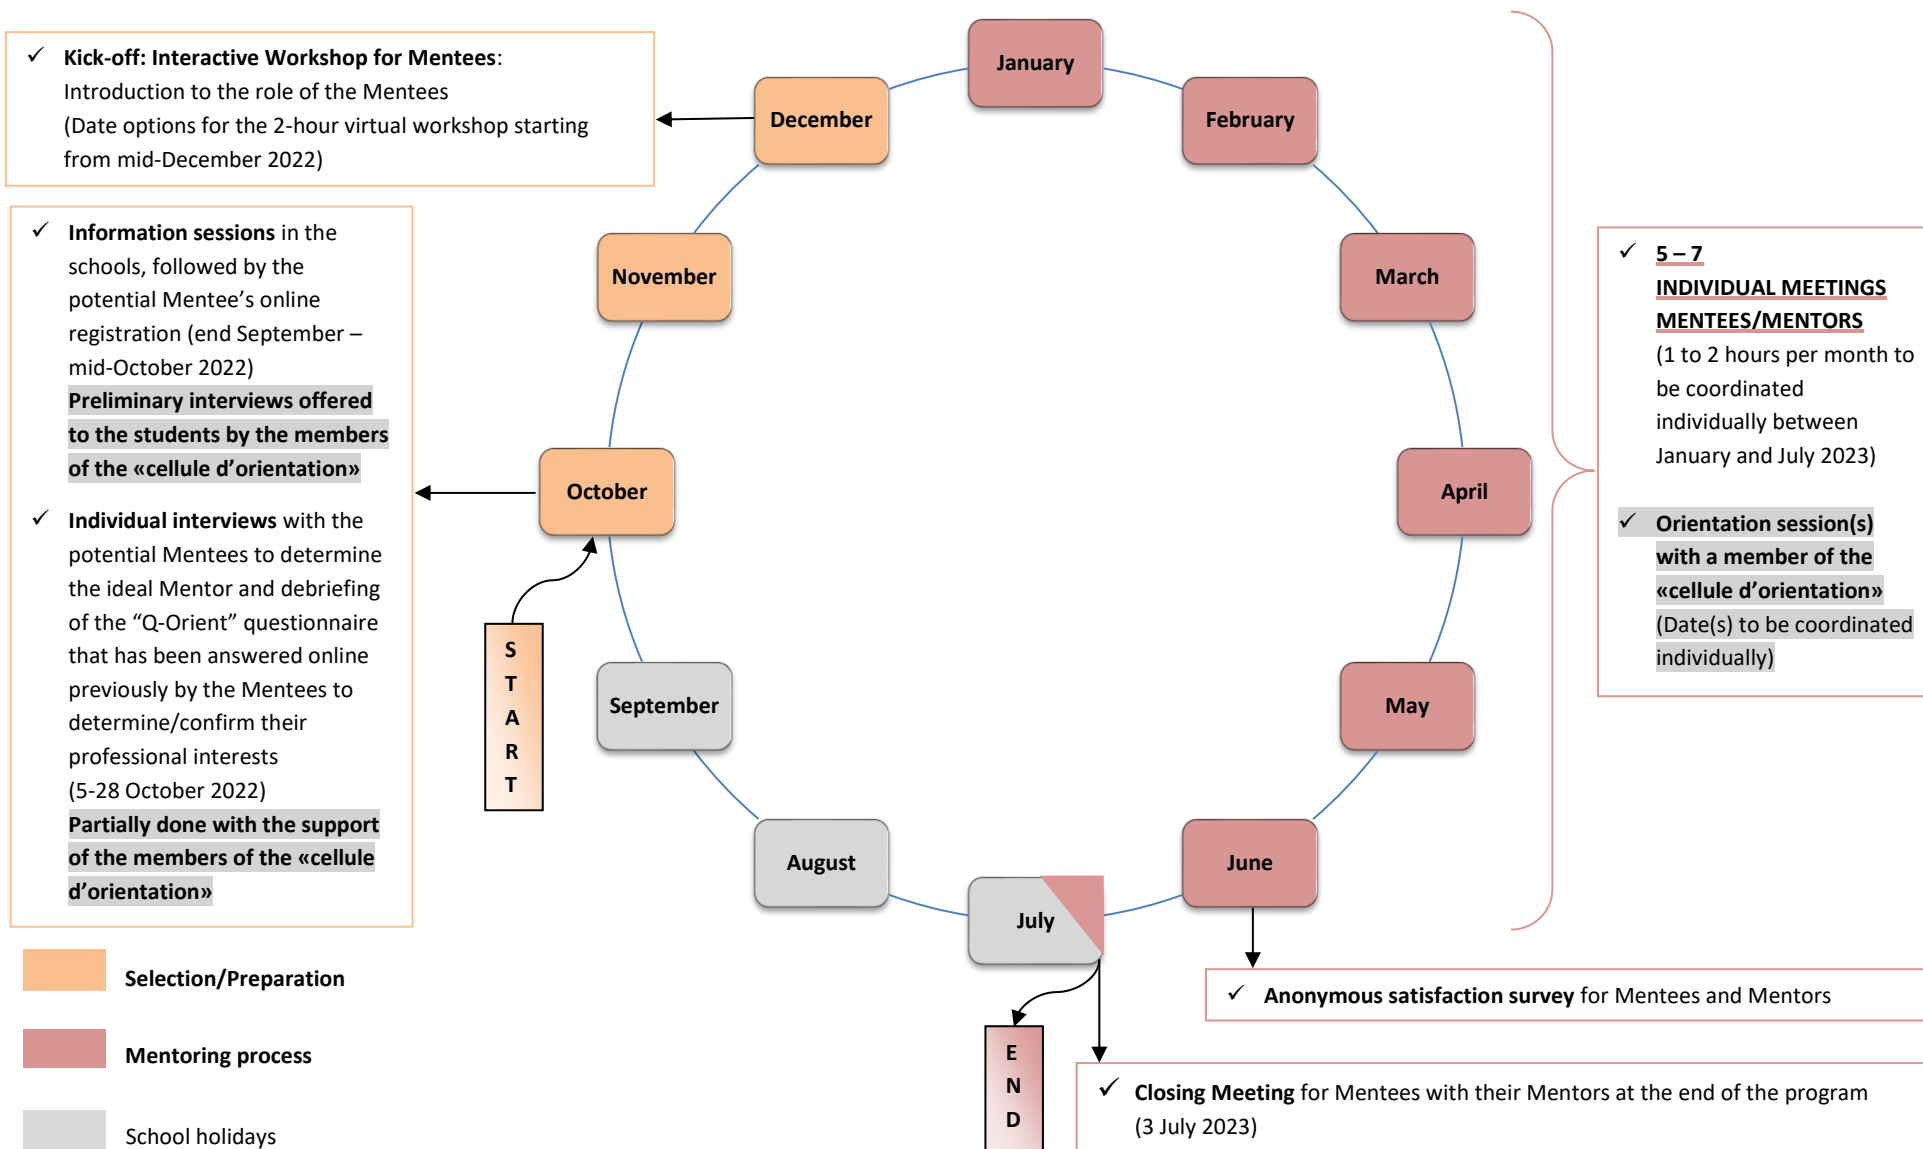 ✓ Kick-off: Interactive Workshop for Mentees:
Introduction to the role of the Mentees
(Date options for the 2-hour virtual workshop starting
from mid-December 2022)
✓ Information sessions in the
schools, followed by the
potential Mentee’s online
registration (end September –
mid-October 2022)
Preliminary interviews offered
to the students by the members
of the «cellule d’orientation»
✓ Individual interviews with the
potential Mentees to determine
the ideal Mentor and debriefing
of the “Q-Orient” questionnaire
that has been answered online
previously by the Mentees to
determine/confirm their
professional interests
(5-28 October 2022)
Partially done with the support
of the members of the «cellule
d’orientation»
January
February
March
April
May
June
July
August
September
October
November
December
START
END
✓ 5 – 7
INDIVIDUAL MEETINGS
MENTEES/MENTORS
(1 to 2 hours per month to
be coordinated
individually between
January and July 2023)
✓ Orientation session(s)
with a member of the
«cellule d’orientation»
(Date(s) to be coordinated
individually)
✓ Anonymous satisfaction survey for Mentees and Mentors
✓ Closing Meeting for Mentees with their Mentors at the end of the program
(3 July 2023)
Selection/Preparation
Mentoring process
School holidays